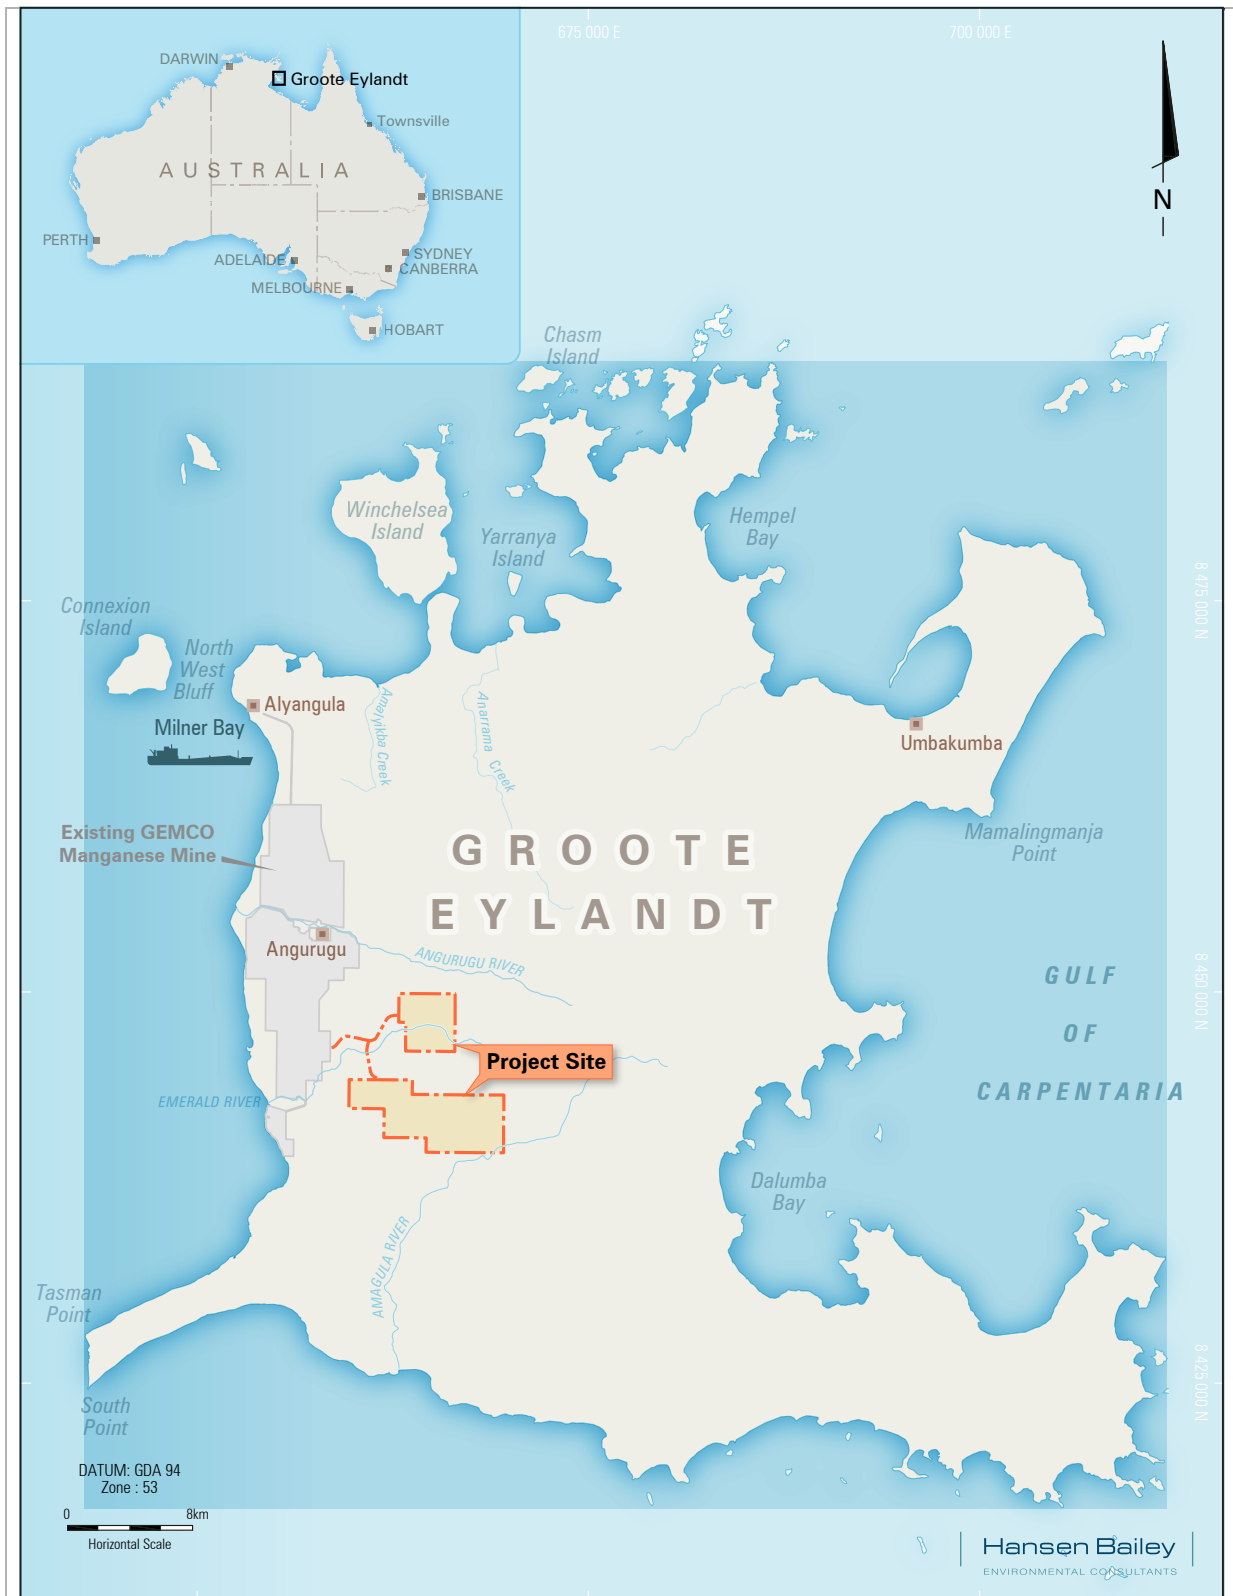 675 000 E
700 000 E
DARWIN
Groote Eylandt
Townsville
AUSTRALIA
BRISBANE
PERTH
ADELAIDE
SYDNEY
CANBERRA
MELBOURNE
HOBART
N
Chasm
Island
Winchelsea
Island
Yarranya
Island
Hempel
Bay
8 475 000 N
Connexion
Island
North
West
Bluff
Alyangula
Milner Bay
Amalyikba Creek
Anarrama Creek
Umbakumba
Existing GEMCO
Manganese Mine
GROOTE
EYLANDT
Mamalingmanja
Point
Angurugu
ANGURUGU RIVER
GULF
OF
CARPENTARIA
8 450 000 N
Project Site
EMERALD RIVER
Dalumba
Bay
AMAGULA RIVER
Tasman
Point
South
Point
8 425 000 N
DATUM: GDA 94
Zone : 53
0 8km
Horizontal Scale
Hansen Bailey
ENVIRONMENTAL CONSULTANTS